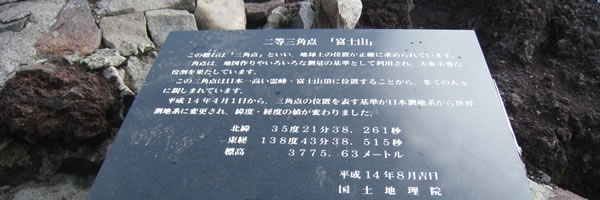 二等三角点　「富士山」
この標石は「三角点」といい、地球上の位置が正確に求められています。
三角点は、地図作りやいろいろな測量の基準として利用され、大変重要な
役割を果たしています。
この三角点は日本一高い霊峰・富士山頂に位置することから、多くの人々
に親しまれています。
平成14年4月1日から、三角点の位置を表す基準が日本測地系から世界
測地系に変更され、緯度・経度の値が変わりました。
北緯　35度21分38.261秒
東経　138度43分38.515秒
標高　3775.63メートル
平成14年8月吉日
国土地理院